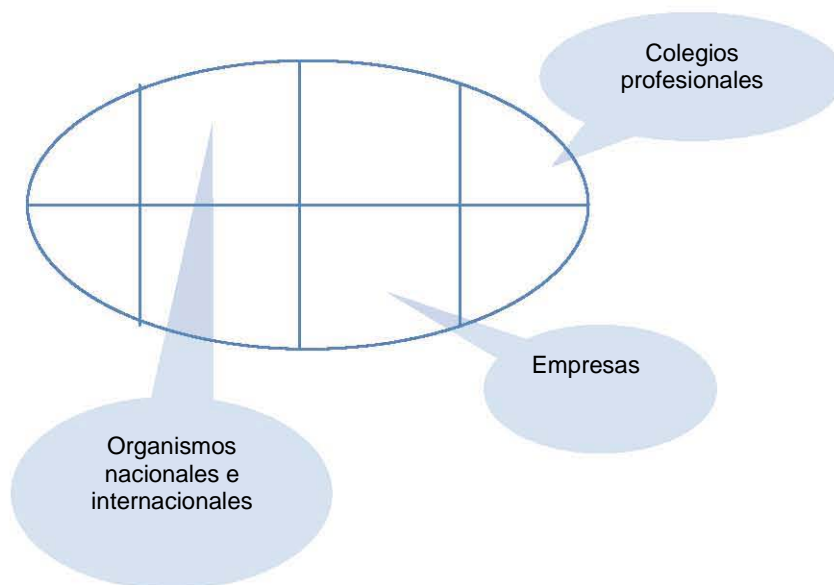 Colegios
profesionales
Empresas
Organismos
nacionales e
internacionales